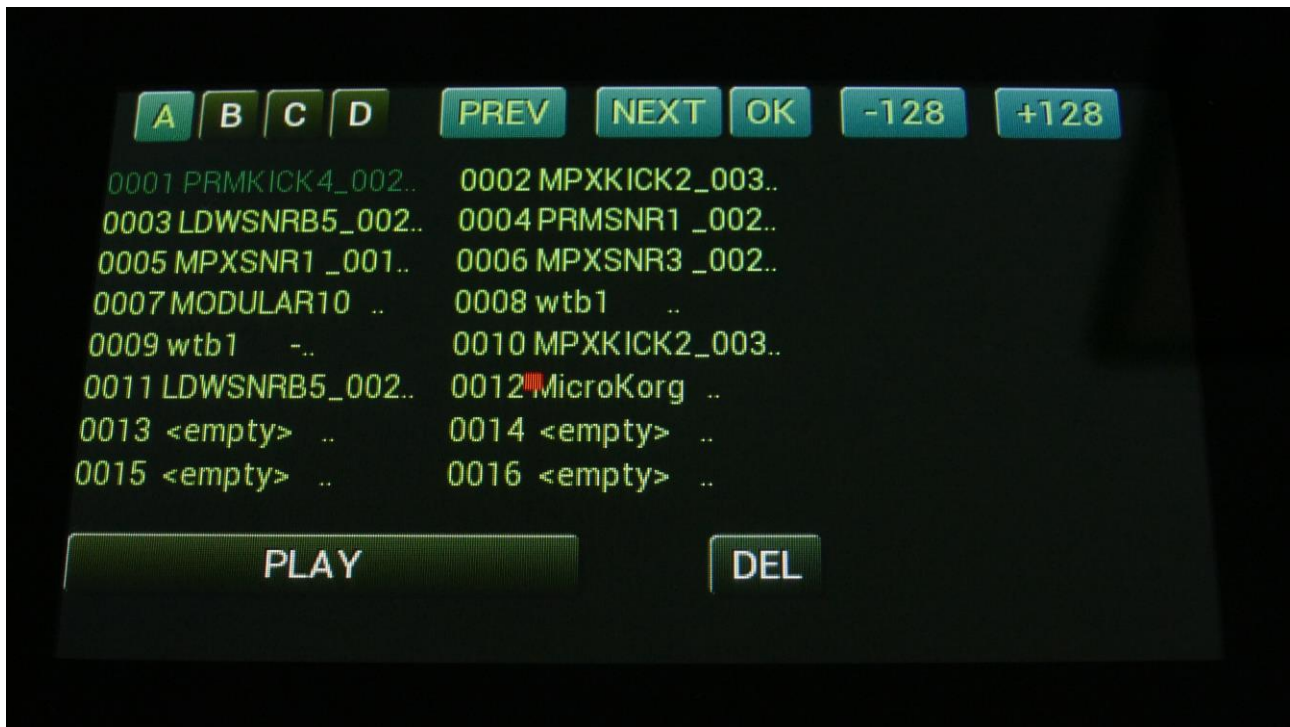 A B C D PREV NEXT OK -128 +128
0001 PRMKICK4_002.. 0002 MPXKICK2_003..
0003 LDWSNRB5_002.. 0004 PRMSNR1 _002..
0005 MPXSNR1 _001.. 0006 MPXSNR3 _002..
0007 MODULAR10 .. 0008 wtb1 ..
0009 wtb1 -.. 0010 MPXKICK2_003..
0011 LDWSNRB5_002.. 0012 MicroKorg ..
0013 <empty> .. 0014 <empty> ..
0015 <empty> .. 0016 <empty> ..
PLAY DEL